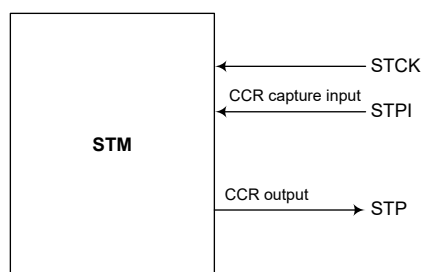 STCK
CCR capture input
STPI
STM
CCR output
STP